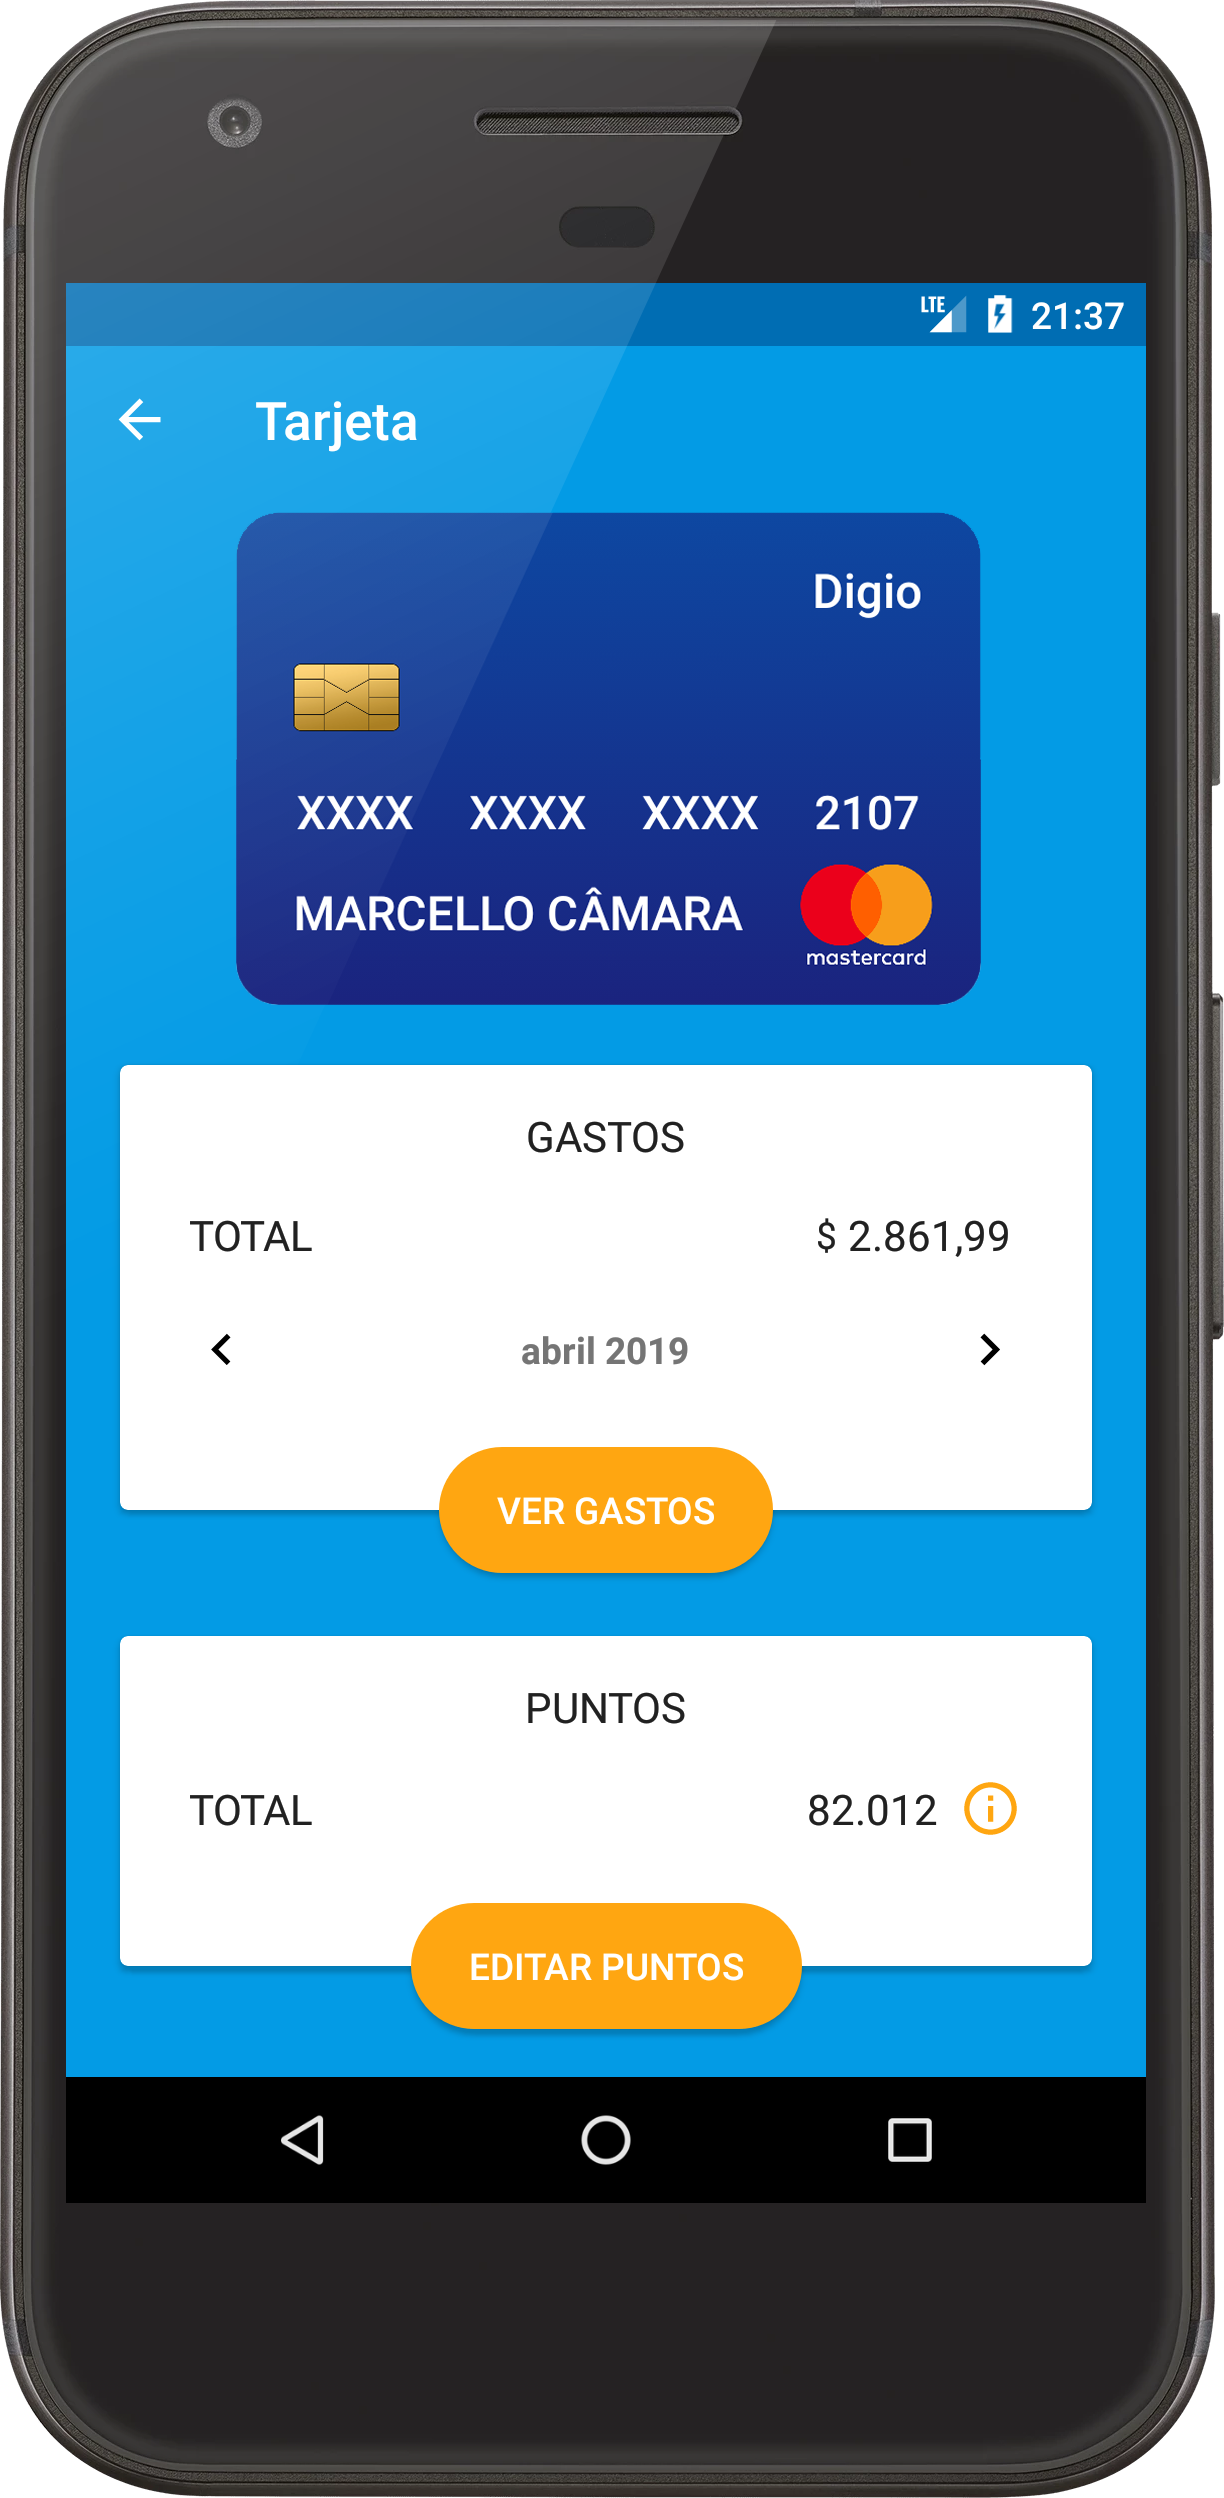 LTE 21:37
Tarjeta
Digio
XXXX XXXX XXXX 2107
MARCELLO CÂMARA
mastercard
GASTOS
TOTAL $ 2.861,99
abril 2019
VER GASTOS
PUNTOS
TOTAL 82.012
EDITAR PUNTOS